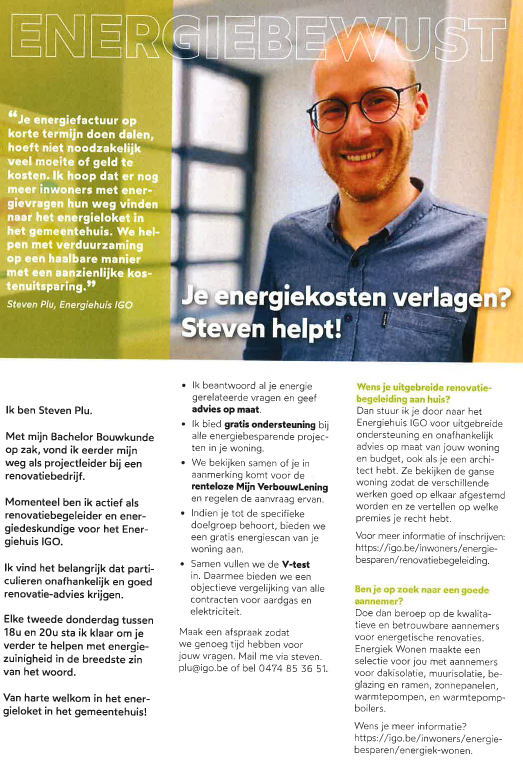 ENERGIEBEWUST
“Je energiefactuur op
korte termijn doen dalen,
hoeft niet noodzakelijk
veel moeite of geld te
kosten. Ik hoop dat er nog
meer inwoners met ener-
gievragen hun weg vinden
naar het energieloket in
het gemeentehuis. We hel-
pen met verduurzaming
op een haalbare manier
met een aanzienlijke kos-
tenuitsparing.”
Steven Plu, Energiehuis IGO
Je energiekosten verlagen?
Steven helpt!
Ik ben Steven Plu.
Met mijn Bachelor Bouwkunde
op zak, vond ik eerder mijn
weg als projectleider bij een
renovatiebedrijf.
Momenteel ben ik actief als
renovatiebegeleider en ener-
giedeskundige voor het Ener-
giehuis IGO.
Ik vind het belangrijk dat parti-
culieren onafhankelijk en goed
renovatie-advies krijgen.
Elke tweede donderdag tussen
18u en 20u sta ik klaar om je
verder te helpen met energie-
zuinigheid in de breedste zin
van het woord.
Van harte welkom in het ener-
gieloket in het gemeentehuis!
• Ik beantwoord al je energie
gerelateerde vragen en geef
advies op maat.
• Ik bied gratis ondersteuning bij
alle energiebesparende projec-
ten in je woning.
• We bekijken samen of je in
aanmerking komt voor de
renteloze Mijn VerbouwLening
en regelen de aanvraag ervan.
• Indien je tot de specifieke
doelgroep behoort, bieden we
een gratis energiescan van je
woning aan.
• Samen vullen we de V-test
in. Daarmee bieden we een
objectieve vergelijking van alle
contracten voor aardgas en
elektriciteit.
Maak een afspraak zodat
we genoeg tijd hebben voor
jouw vragen. Mail me via steven.
plu@igo.be of bel 0474 85 36 51.
Wens je uitgebreide renovatie-
begeleiding aan huis?
Dan stuur ik je door naar het
Energiehuis IGO voor uitgebreide
ondersteuning en onafhankelijk
advies op maat van jouw woning
en budget, ook als je een archi-
tect hebt. Ze bekijken de ganse
woning zodat de verschillende
werken goed op elkaar afgestemd
worden en ze vertellen op welke
premies je recht hebt.
Voor meer informatie of inschrijven:
https://igo.be/inwoners/energie-
besparen/renovatiebegeleiding.
Ben je op zoek naar een goede
aannemer?
Doe dan beroep op de kwalita-
tieve en betrouwbare aannemers
voor energetische renovaties.
Energiek Wonen maakte een
selectie voor jou met aannemers
voor dakisolatie, muurisolatie, be-
glazing en ramen, zonnepanelen,
warmtepompen, en warmtepomp-
boilers.
Wens je meer informatie?
https://igo.be/inwoners/energie-
besparen/energiek-wonen.